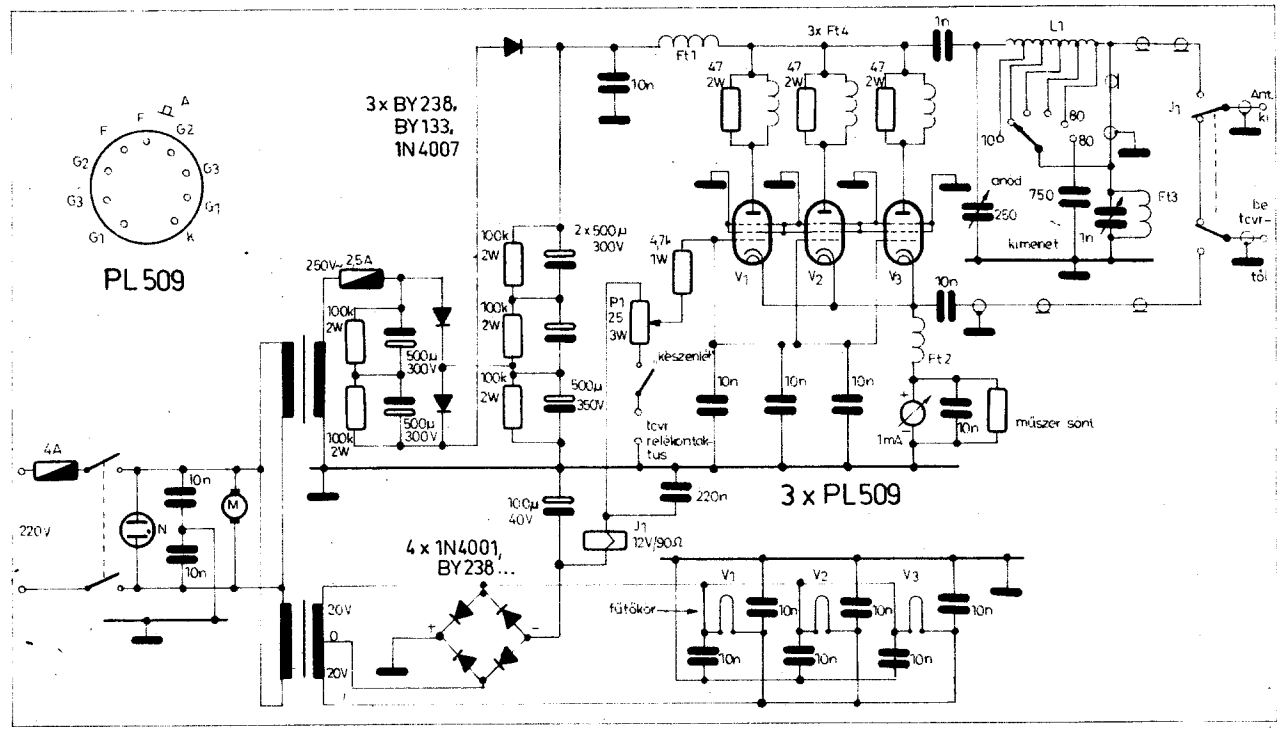 1n
L1
3x Ft4
Ft1
A
F
F
G2
G2
G3
G3
G1
G1
K
PL509
3 x BY238,
BY133,
1N4007
10n
47
2W
47
2W
47
2W
10
80
80
J1
Ant.
ki
be
tcvr-
től
anód
250
750
kimenet
1n
Ft3
100k
2W
2 x 500µ
300V
250V~
2,5A
100k
2W
100k
2W
500µ
300V
100k
2W
500µ
350V
100k
2W
500µ
300V
4,7k
1W
V1
V2
V3
P1
25
3W
készenlét
tcvr
relékontak-
tus
10n
10n
10n
10n
Ft2
+
–
1mA
10n
műszer sönt
4A
220V
N
10n
10n
M
100µ
40V
220n
J1
12V/90Ω
3 x PL509
4 x 1N4001,
BY238...
20V
0
20V
+
–
fűtőkör
V1
V2
V3
10n
10n
10n
10n
10n
10n